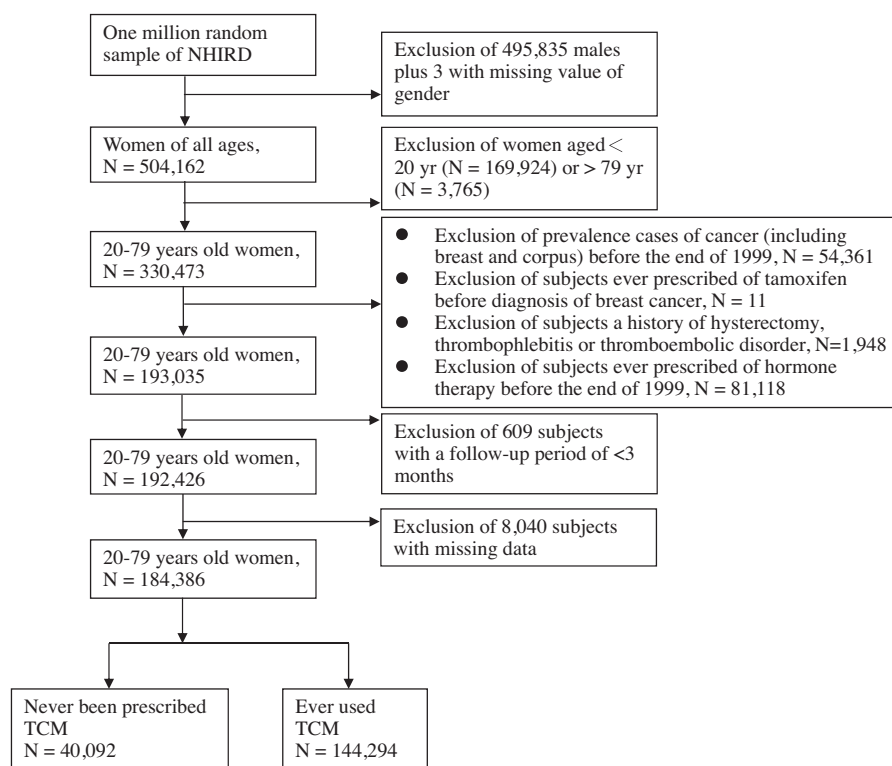 One million random
sample of NHIRD
Exclusion of 495,835 males
plus 3 with missing value of
gender
Women of all ages,
N = 504,162
Exclusion of women aged <
20 yr (N = 169,924) or > 79 yr
(N = 3,765)
20-79 years old women,
N = 330,473
● Exclusion of prevalence cases of cancer (including
breast and corpus) before the end of 1999, N = 54,361
● Exclusion of subjects ever prescribed of tamoxifen
before diagnosis of breast cancer, N = 11
● Exclusion of subjects a history of hysterectomy,
thrombophlebitis or thromboembolic disorder, N=1,948
● Exclusion of subjects ever prescribed of hormone
therapy before the end of 1999, N = 81,118
20-79 years old women,
N = 193,035
Exclusion of 609 subjects
with a follow-up period of <3
months
20-79 years old women,
N = 192,426
Exclusion of 8,040 subjects
with missing data
20-79 years old women,
N = 184,386
Never been prescribed
TCM
N = 40,092
Ever used
TCM
N = 144,294